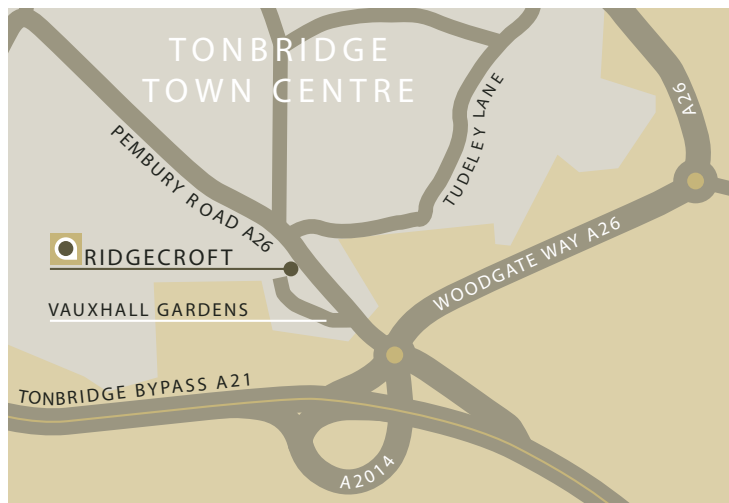 TONBRIDGE
TOWN CENTRE
A26
TUDELEY LANE
PEMBURY ROAD A26
RIDGECROFT
WOODGATE WAY A26
VAUXHALL GARDENS
TONBRIDGE BYPASS A21
A2014